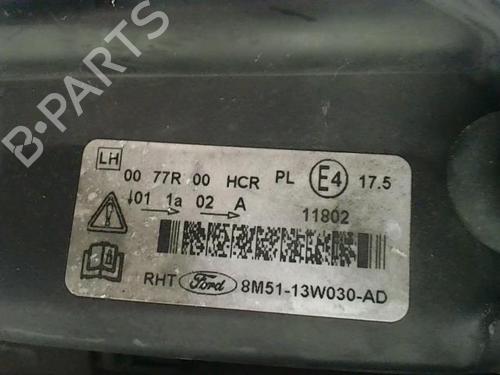 B-PARTS
LH
00 77R 00 HCR PL E4 17.5
↓01 1a 02 A 11802
RHT Ford 8M51-13W030-AD